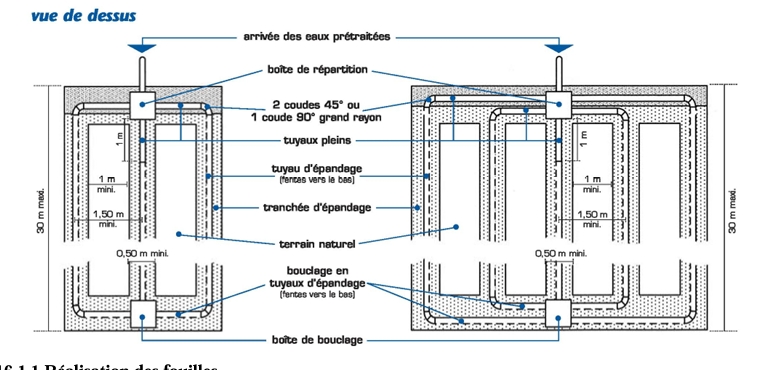 vue de dessus
arrivée des eaux prétraitées
boîte de répartition
2 coudes 45° ou
1 coude 90° grand rayon
tuyaux pleins
tuyau d'épandage
(fentes vers le bas)
tranchée d'épandage
terrain naturel
bouclage en
tuyaux d'épandage
(fentes vers le bas)
boîte de bouclage
30 m maxi.
1 m
1 m
mini.
1,50 m
mini.
0,50 m mini.
1 m
1 m
mini.
1,50 m
mini.
0,50 m mini.
30 m maxi.
16.1.1 Réalisation des fouilles